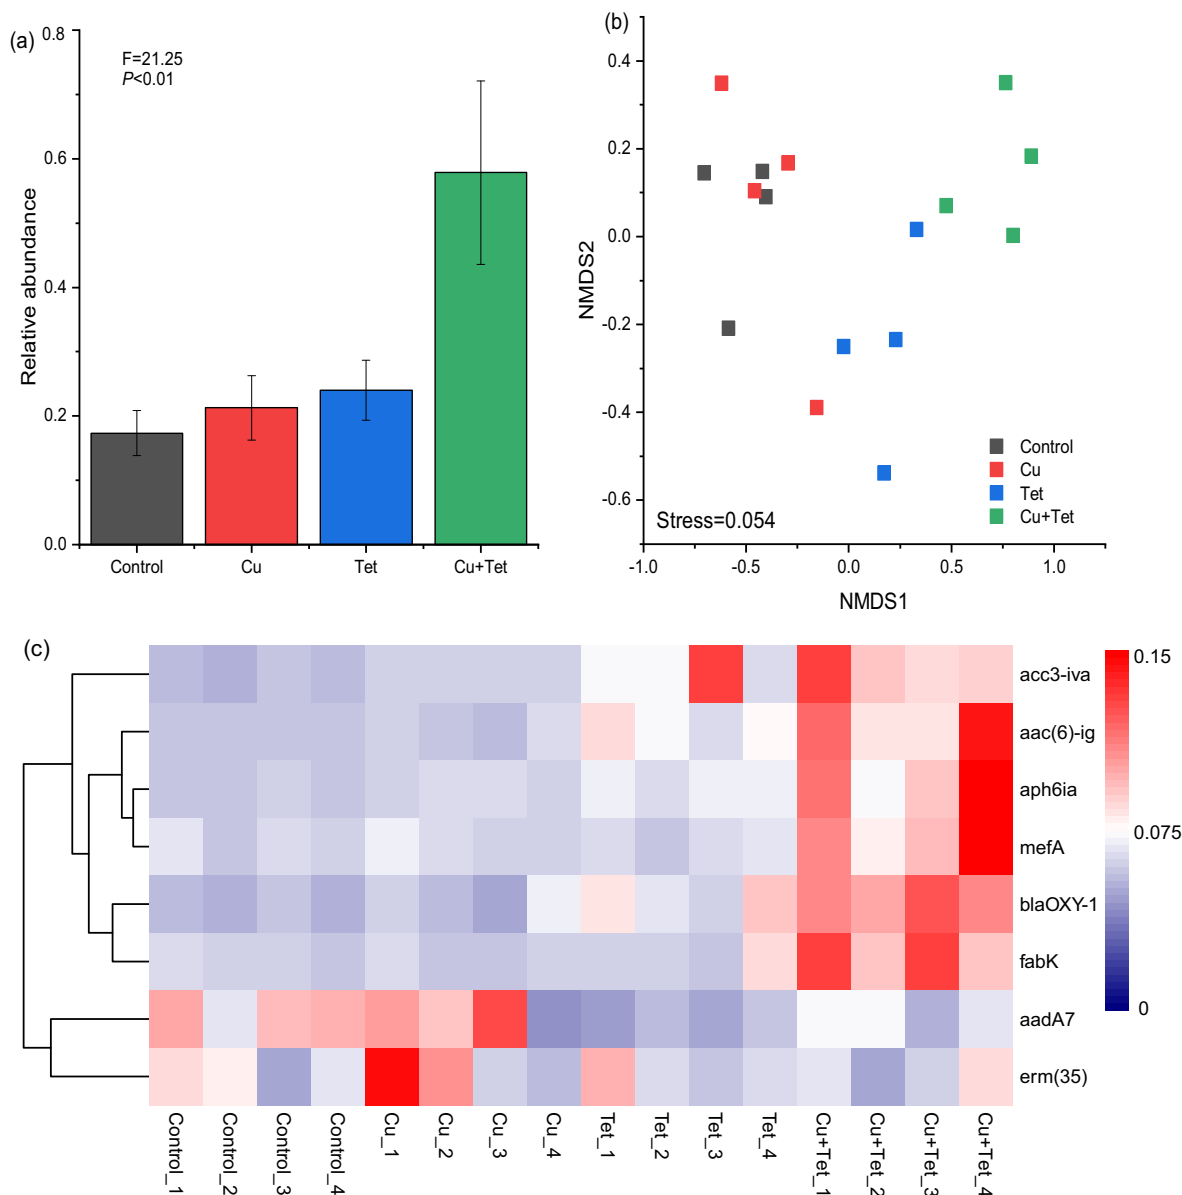 (a)
F=21.25
P<0.01
Relative abundance
0.8
0.6
0.4
0.2
0.0
Control
Cu
Tet
Cu+Tet
(b)
NMDS2
0.4
0.2
0.0
-0.2
-0.4
-0.6
Control
Cu
Tet
Cu+Tet
Stress=0.054
-1.0
-0.5
0.0
0.5
1.0
NMDS1
(c)
acc3-iva
aac(6)-ig
aph6ia
mefA
blaOXY-1
fabK
aadA7
erm(35)
0.15
0.075
0
Control_1
Control_2
Control_3
Control_4
Cu_1
Cu_2
Cu_3
Cu_4
Tet_1
Tet_2
Tet_3
Tet_4
Cu+Tet_1
Cu+Tet_2
Cu+Tet_3
Cu+Tet_4